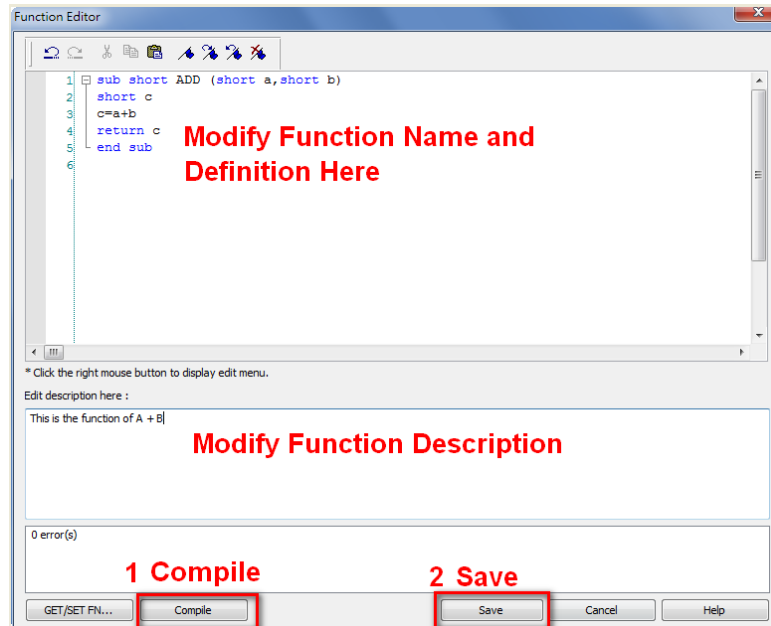 Function Editor
1 sub short ADD (short a,short b)
2 short c
3 c=a+b
4 return c
5 end sub
6
Modify Function Name and
Definition Here
* Click the right mouse button to display edit menu.
Edit description here :
This is the function of A + B
Modify Function Description
0 error(s)
1 Compile
2 Save
GET/SET FN... Compile Save Cancel Help